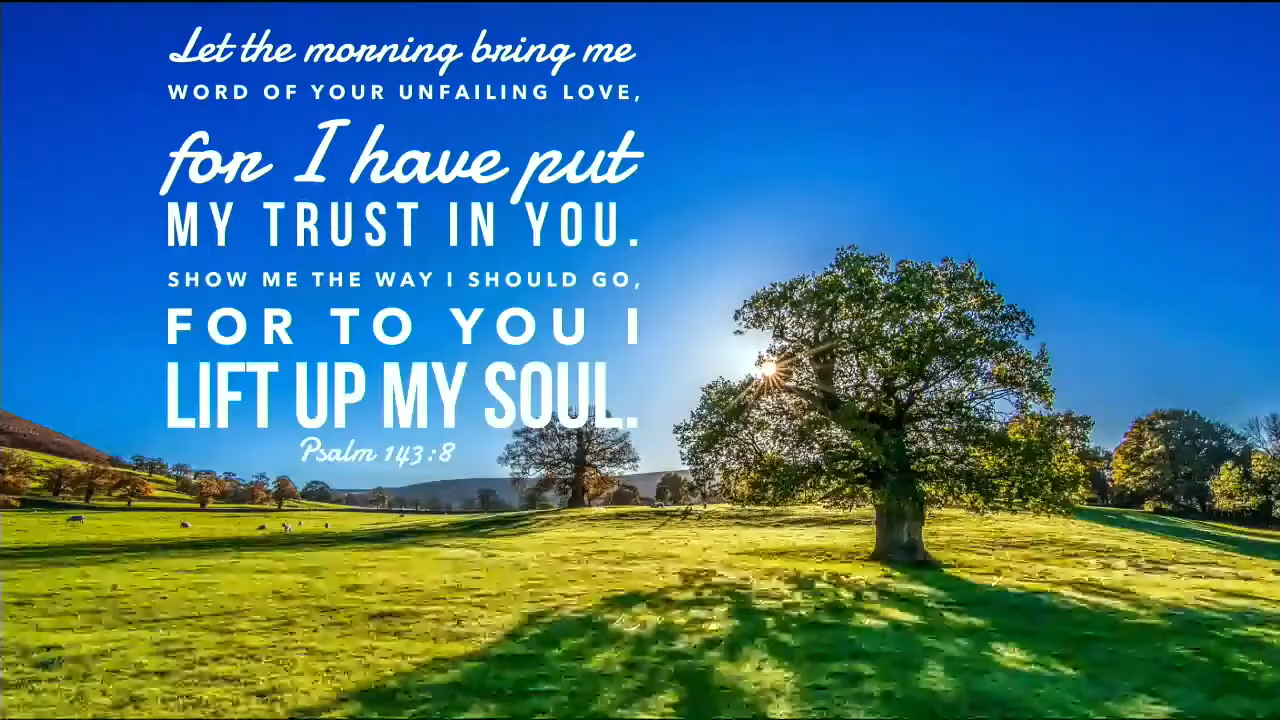 Let the morning bring me
WORD OF YOUR UNFAILING LOVE,
for I have put
MY TRUST IN YOU.
SHOW ME THE WAY I SHOULD GO,
FOR TO YOU I
LIFT UP MY SOUL.
Psalm 143:8